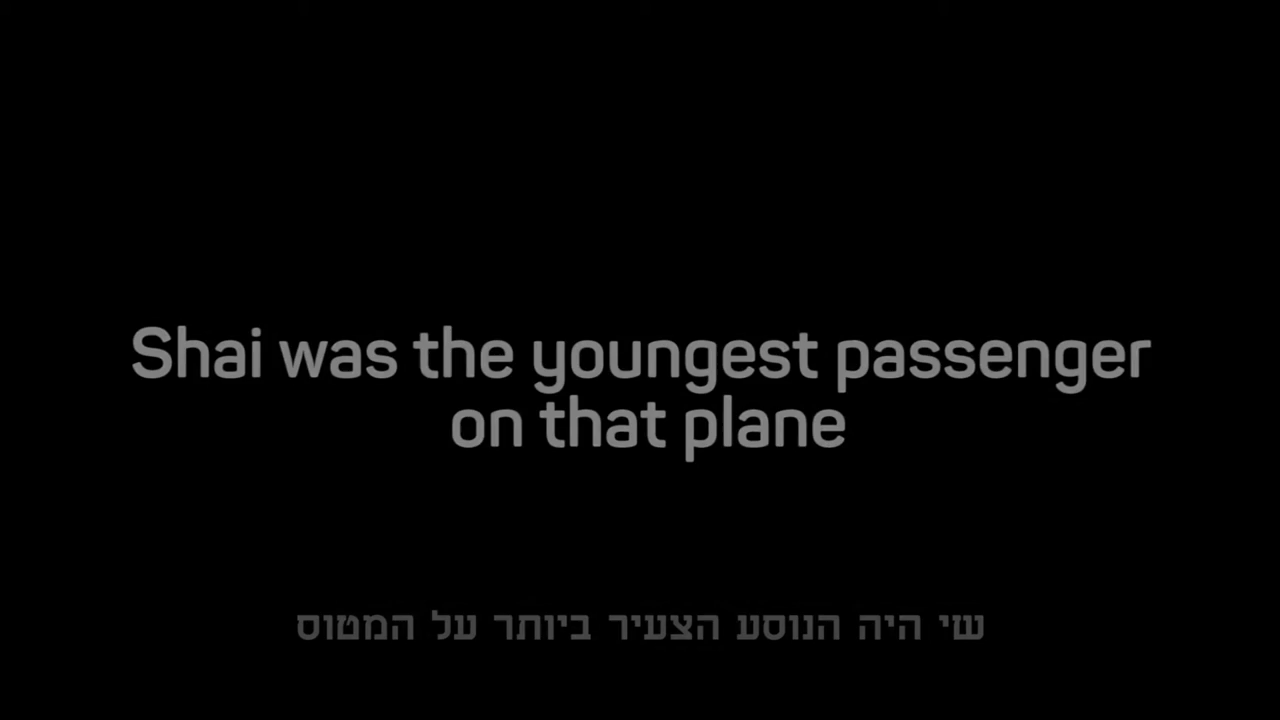 Shai was the youngest passenger
on that plane
שי היה הנוסע הצעיר ביותר על המטוס